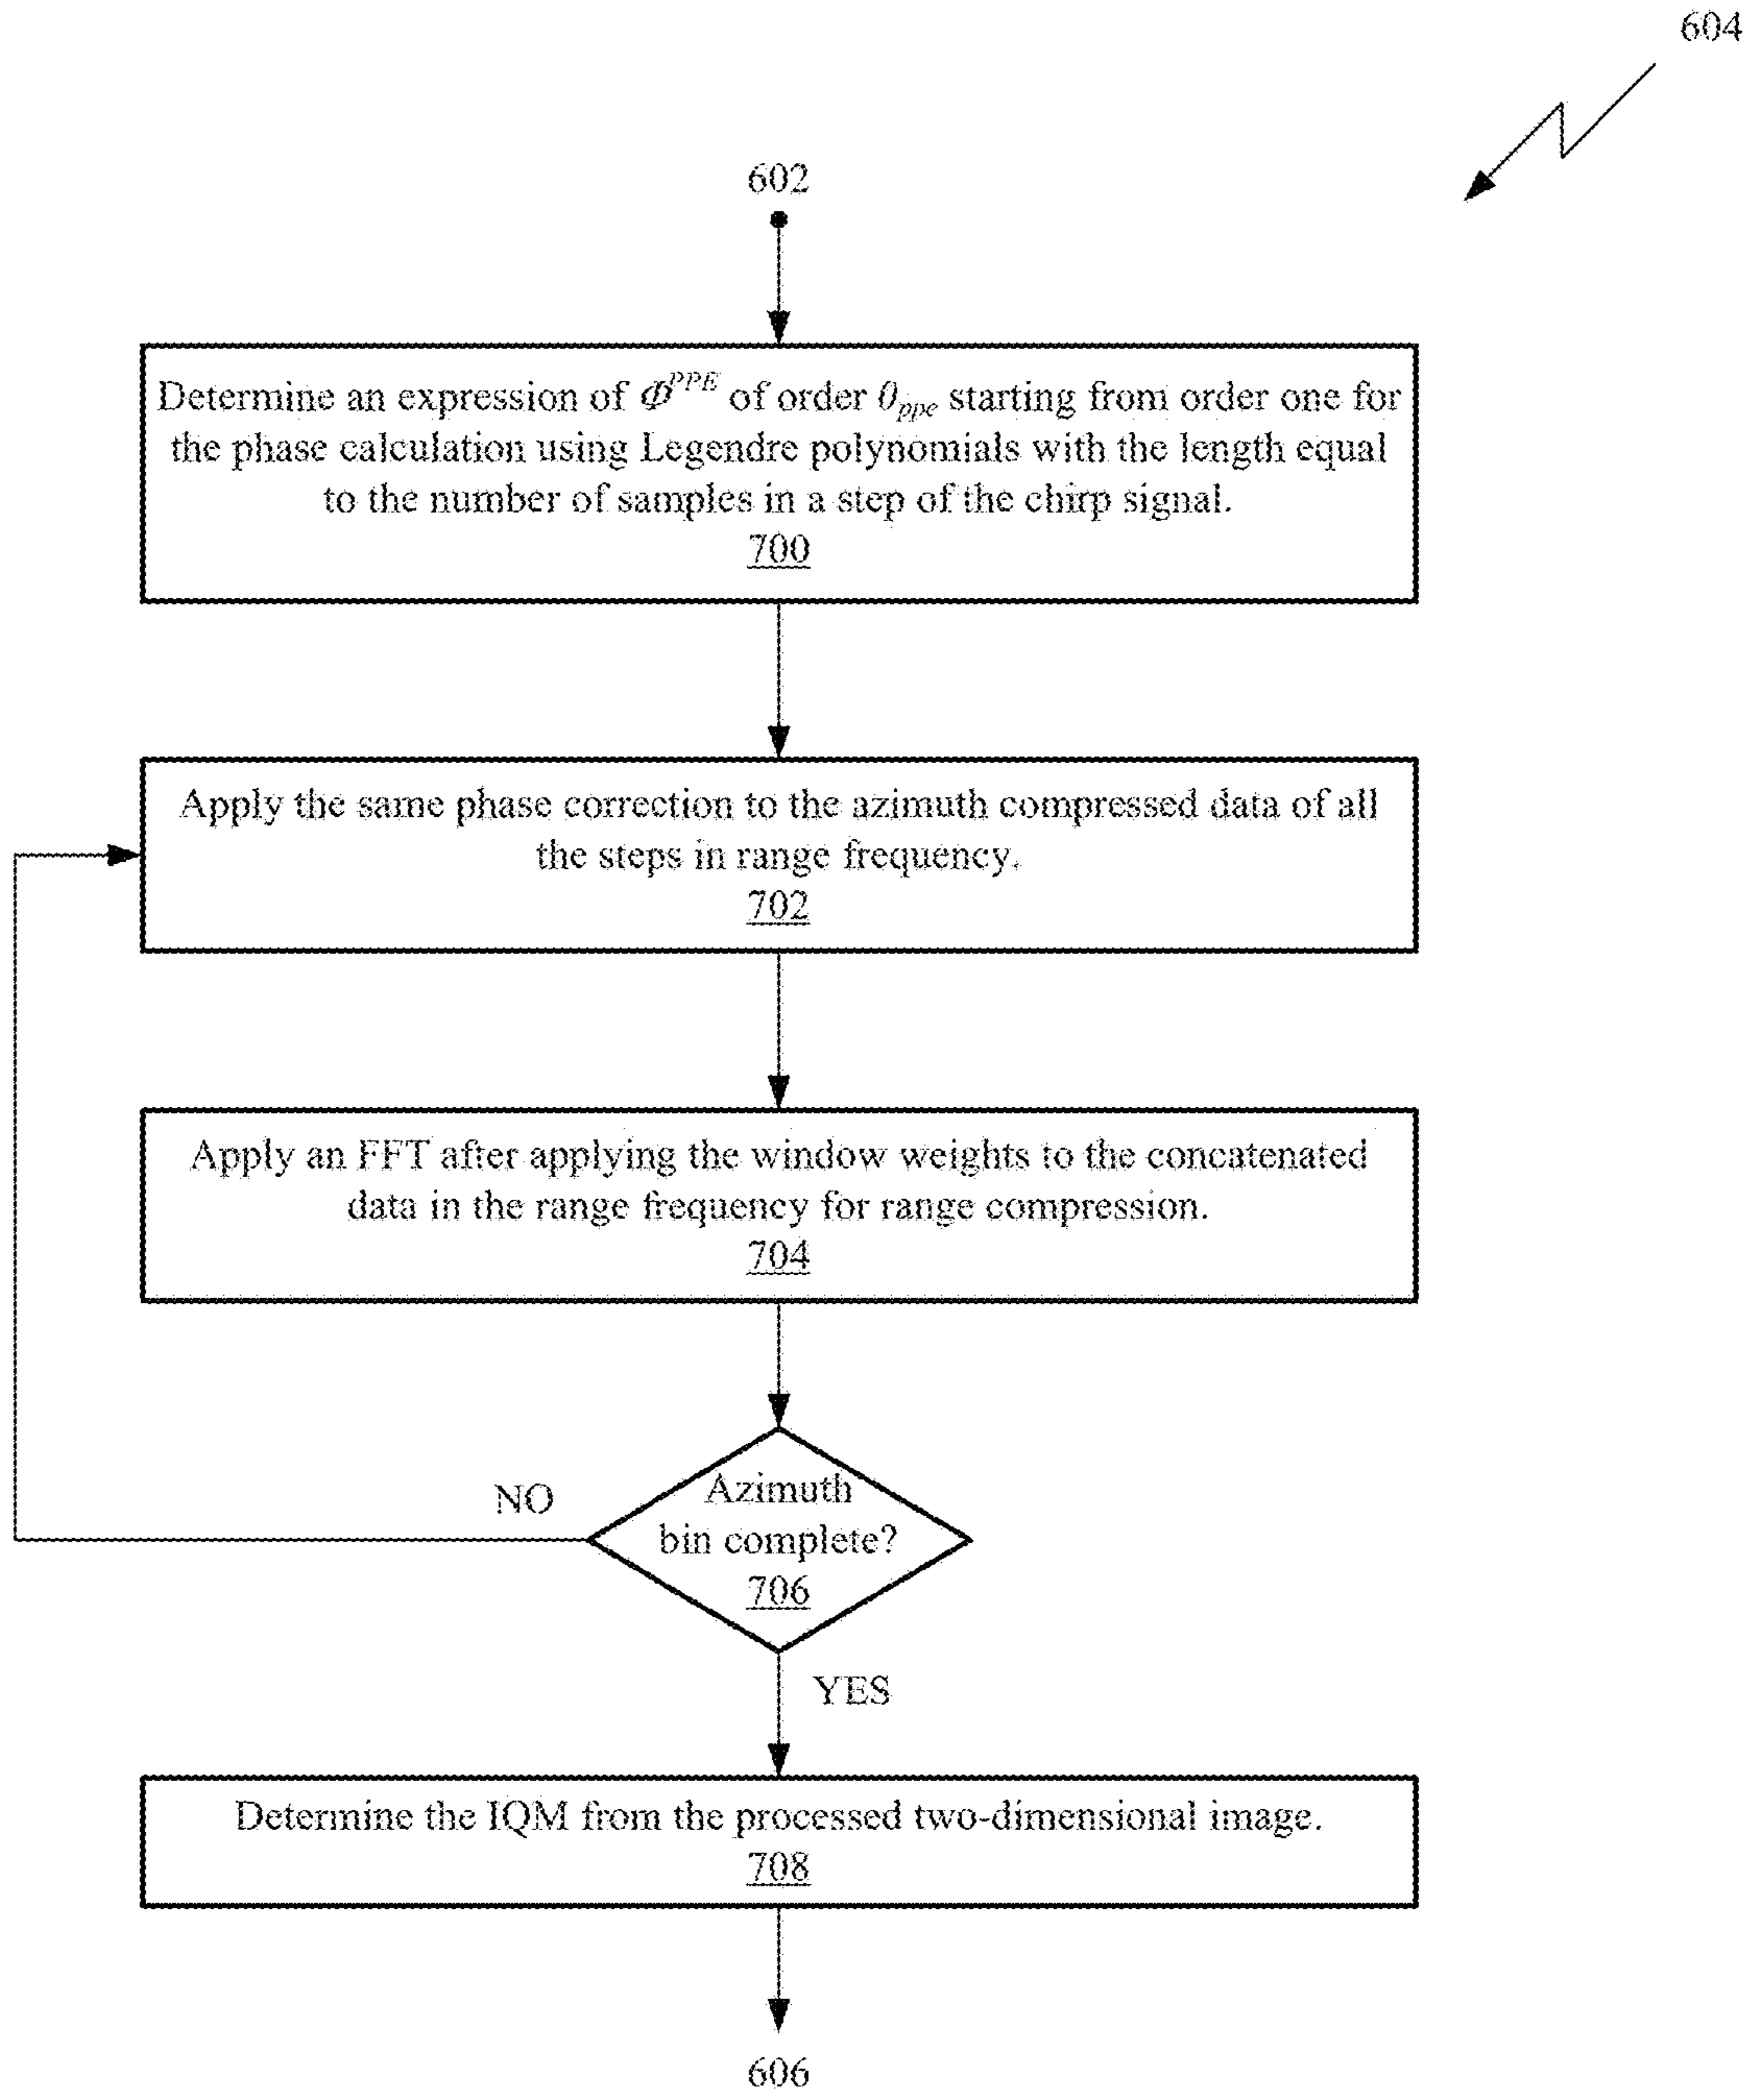 604
602
Determine an expression of Φ^PPE of order θ_ppe starting from order one for
the phase calculation using Legendre polynomials with the length equal
to the number of samples in a step of the chirp signal.
700
Apply the same phase correction to the azimuth compressed data of all
the steps in range frequency.
702
Apply an FFT after applying the window weights to the concatenated
data in the range frequency for range compression.
704
Azimuth
bin complete?
706
NO
YES
Determine the IQM from the processed two-dimensional image.
708
606